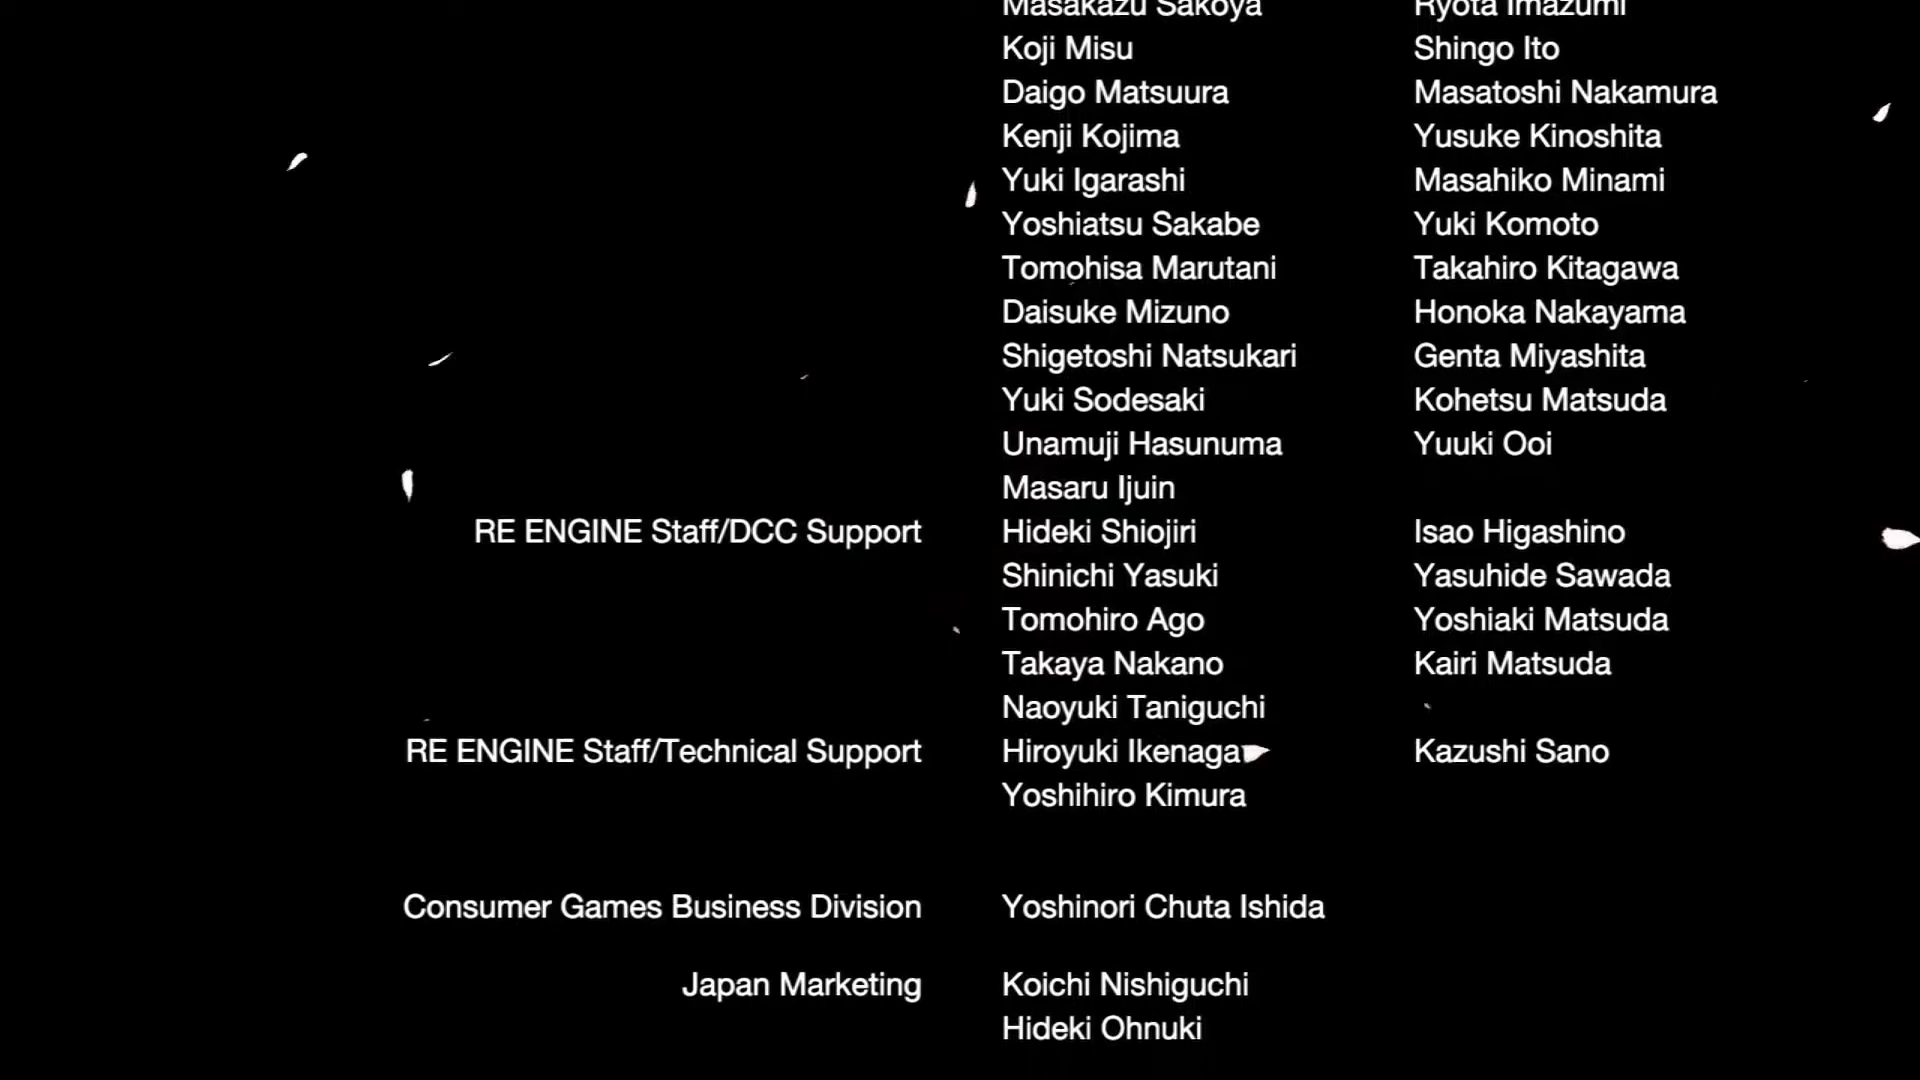 Masakazu Sakoya Ryota Imazumi
Koji Misu Shingo Ito
Daigo Matsuura Masatoshi Nakamura
Kenji Kojima Yusuke Kinoshita
Yuki Igarashi Masahiko Minami
Yoshiatsu Sakabe Yuki Komoto
Tomohisa Marutani Takahiro Kitagawa
Daisuke Mizuno Honoka Nakayama
Shigetoshi Natsukari Genta Miyashita
Yuki Sodesaki Kohetsu Matsuda
Unamuji Hasunuma Yuuki Ooi
Masaru Ijuin
RE ENGINE Staff/DCC Support Hideki Shiojiri Isao Higashino
Shinichi Yasuki Yasuhide Sawada
Tomohiro Ago Yoshiaki Matsuda
Takaya Nakano Kairi Matsuda
Naoyuki Taniguchi
RE ENGINE Staff/Technical Support Hiroyuki Ikenaga Kazushi Sano
Yoshihiro Kimura
Consumer Games Business Division Yoshinori Chuta Ishida
Japan Marketing Koichi Nishiguchi
Hideki Ohnuki